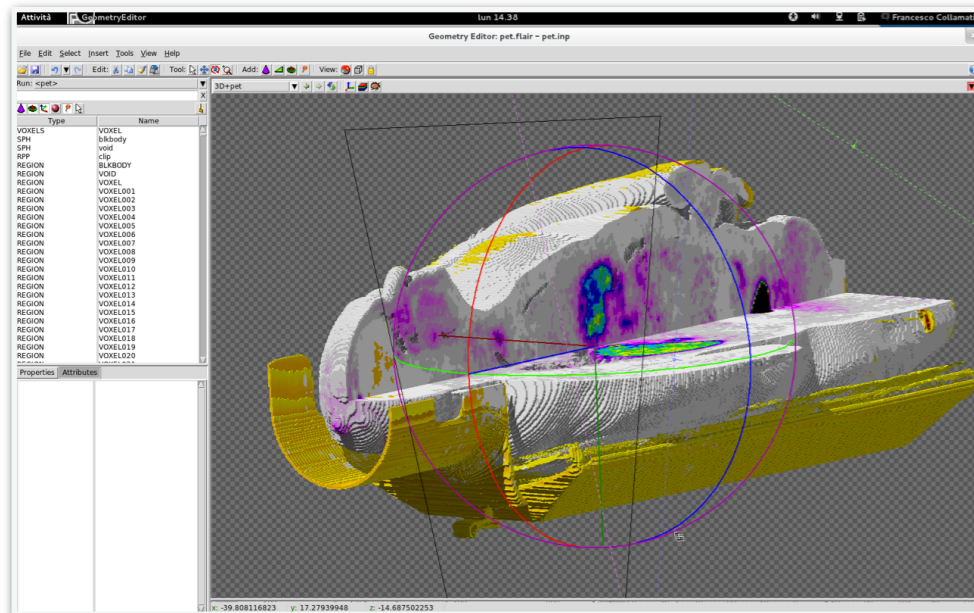 Attività GeometryEditor lun 14.38 Francesco Collamat
Geometry Editor: pet.flair - pet.inp
File Edit Select Insert Tools View Help
Edit: Tool: Add: View:
Run: <pet> 3D+pet
X
Type Name
VOXELS VOXEL
SPH blkbody
SPH void
RPP clip
REGION BLKBODY
REGION VOID
REGION VOXEL
REGION VOXEL001
REGION VOXEL002
REGION VOXEL003
REGION VOXEL004
REGION VOXEL005
REGION VOXEL006
REGION VOXEL007
REGION VOXEL008
REGION VOXEL009
REGION VOXEL010
REGION VOXEL011
REGION VOXEL012
REGION VOXEL013
REGION VOXEL014
REGION VOXEL015
REGION VOXEL016
REGION VOXEL017
REGION VOXEL018
REGION VOXEL019
REGION VOXEL020
Properties Attributes
x: -39.808116823 y: 17.27939948 z: -14.687502253